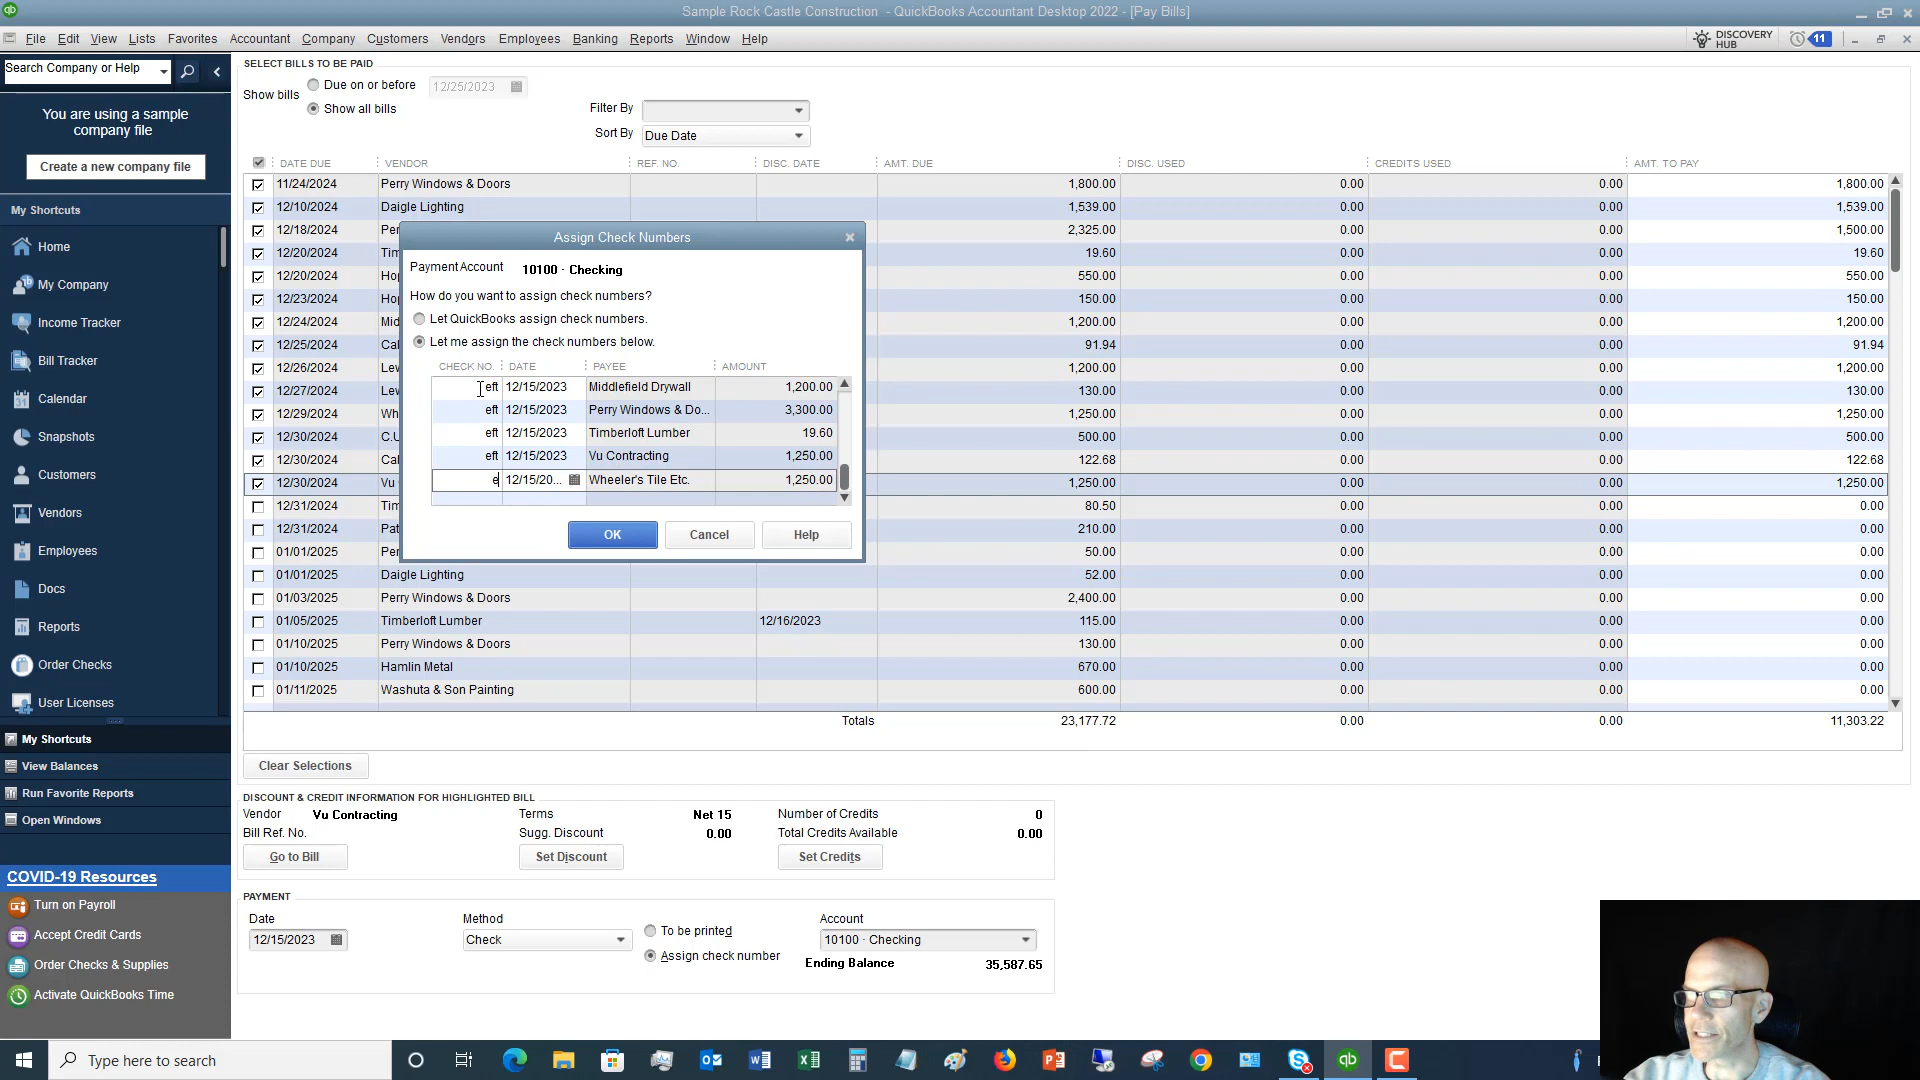 Sample Rock Castle Construction - QuickBooks Accountant Desktop 2022 - [Pay Bills]
File Edit View Lists Favorites Accountant Company Customers Vendors Employees Banking Reports Window Help
DISCOVERY HUB 11
Search Company or Help
You are using a sample company file
Create a new company file
My Shortcuts
Home
My Company
Income Tracker
Bill Tracker
Calendar
Snapshots
Customers
Vendors
Employees
Docs
Reports
Order Checks
User Licenses
My Shortcuts
View Balances
Run Favorite Reports
Open Windows
COVID-19 Resources
Turn on Payroll
Accept Credit Cards
Order Checks & Supplies
Activate QuickBooks Time
SELECT BILLS TO BE PAID
Show bills
Due on or before 12/25/2023
Show all bills
Filter By
Sort By Due Date
DATE DUE VENDOR REF. NO. DISC. DATE AMT. DUE DISC. USED CREDITS USED AMT. TO PAY
11/24/2024 Perry Windows & Doors 1,800.00 0.00 0.00 1,800.00
12/10/2024 Daigle Lighting 1,539.00 0.00 0.00 1,539.00
12/18/2024 Per 2,325.00 0.00 0.00 1,500.00
12/20/2024 Tim 19.60 0.00 0.00 19.60
12/20/2024 Hop 550.00 0.00 0.00 550.00
12/23/2024 Hop 150.00 0.00 0.00 150.00
12/24/2024 Mid 1,200.00 0.00 0.00 1,200.00
12/25/2024 Cal 91.94 0.00 0.00 91.94
12/26/2024 Lew 1,200.00 0.00 0.00 1,200.00
12/27/2024 Lew 130.00 0.00 0.00 130.00
12/29/2024 Wh 1,250.00 0.00 0.00 1,250.00
12/30/2024 C.U 500.00 0.00 0.00 500.00
12/30/2024 Cal 122.68 0.00 0.00 122.68
12/30/2024 Vu 1,250.00 0.00 0.00 1,250.00
12/31/2024 Tim 80.50 0.00 0.00 0.00
12/31/2024 Pat 210.00 0.00 0.00 0.00
01/01/2025 Per 50.00 0.00 0.00 0.00
01/01/2025 Daigle Lighting 52.00 0.00 0.00 0.00
01/03/2025 Perry Windows & Doors 2,400.00 0.00 0.00 0.00
01/05/2025 Timberloft Lumber 12/16/2023 115.00 0.00 0.00 0.00
01/10/2025 Perry Windows & Doors 130.00 0.00 0.00 0.00
01/10/2025 Hamlin Metal 670.00 0.00 0.00 0.00
01/11/2025 Washuta & Son Painting 600.00 0.00 0.00 0.00
Totals 23,177.72 0.00 0.00 11,303.22
Assign Check Numbers
Payment Account 10100 · Checking
How do you want to assign check numbers?
Let QuickBooks assign check numbers.
Let me assign the check numbers below.
CHECK NO. DATE PAYEE AMOUNT
eft 12/15/2023 Middlefield Drywall 1,200.00
eft 12/15/2023 Perry Windows & Do... 3,300.00
eft 12/15/2023 Timberloft Lumber 19.60
eft 12/15/2023 Vu Contracting 1,250.00
e 12/15/20... Wheeler's Tile Etc. 1,250.00
OK Cancel Help
Clear Selections
DISCOUNT & CREDIT INFORMATION FOR HIGHLIGHTED BILL
Vendor Vu Contracting Terms Net 15 Number of Credits 0
Bill Ref. No. Sugg. Discount 0.00 Total Credits Available 0.00
Go to Bill Set Discount Set Credits
PAYMENT
Date Method Account
12/15/2023 Check To be printed 10100 · Checking
Assign check number Ending Balance 35,587.65
Type here to search